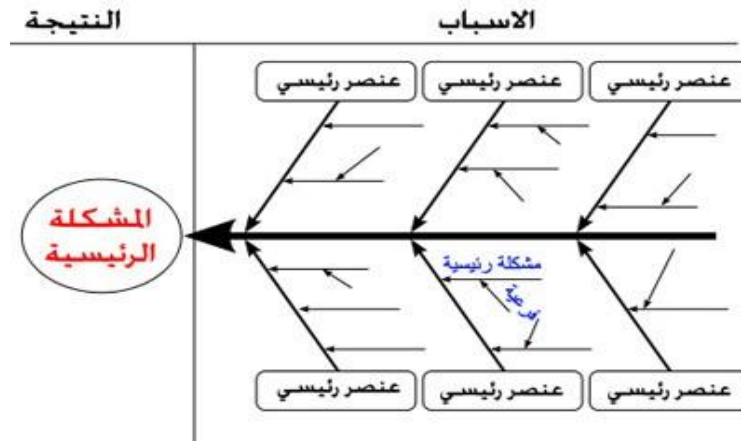 الاسباب
النتيجة
عنصر رئيسي
عنصر رئيسي
عنصر رئيسي
المشكلة
الرئيسية
مشكلة رئيسية
فرعية
عنصر رئيسي
عنصر رئيسي
عنصر رئيسي